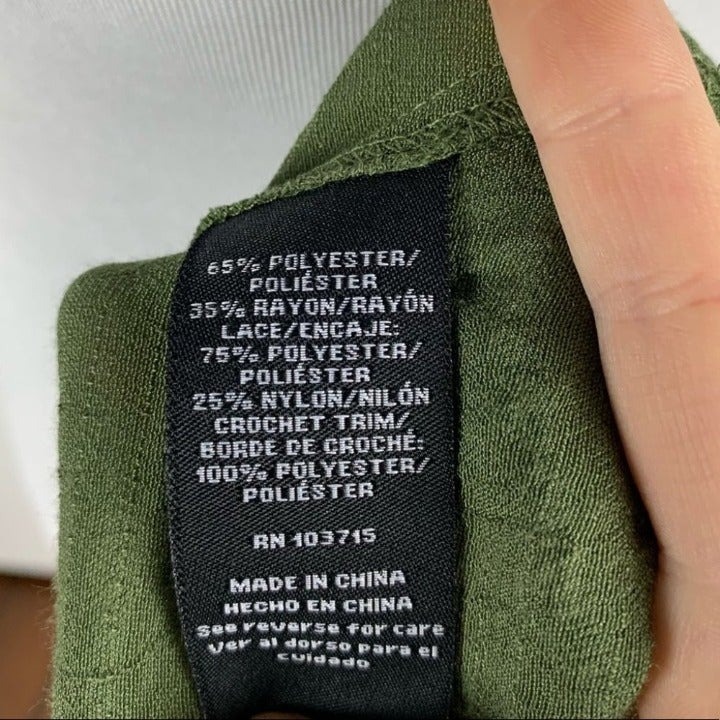 65% POLYESTER/
POLIÉSTER
35% RAYON/RAYÓN
LACE/ENCAJE:
75% POLYESTER/
POLIÉSTER
25% NYLON/NILÓN
CROCHET TRIM/
BORDE DE CROCHÉ:
100% POLYESTER/
POLIÉSTER
RN 103715
MADE IN CHINA
HECHO EN CHINA
See reverse for care
Ver al dorso para el
cuidado